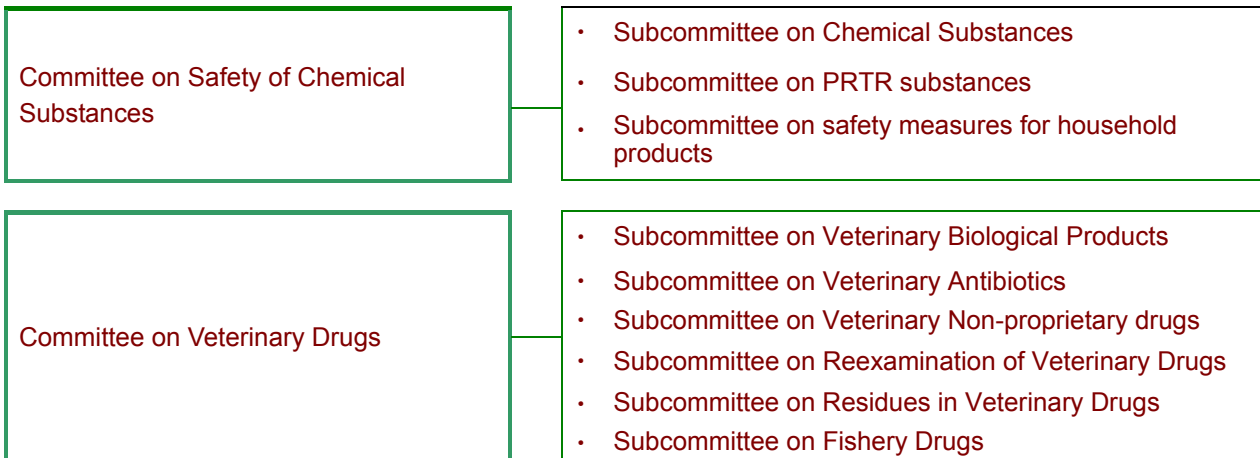 Committee on Safety of Chemical
Substances
・ Subcommittee on Chemical Substances
・ Subcommittee on PRTR substances
・ Subcommittee on safety measures for household
products
Committee on Veterinary Drugs
・ Subcommittee on Veterinary Biological Products
・ Subcommittee on Veterinary Antibiotics
・ Subcommittee on Veterinary Non-proprietary drugs
・ Subcommittee on Reexamination of Veterinary Drugs
・ Subcommittee on Residues in Veterinary Drugs
・ Subcommittee on Fishery Drugs